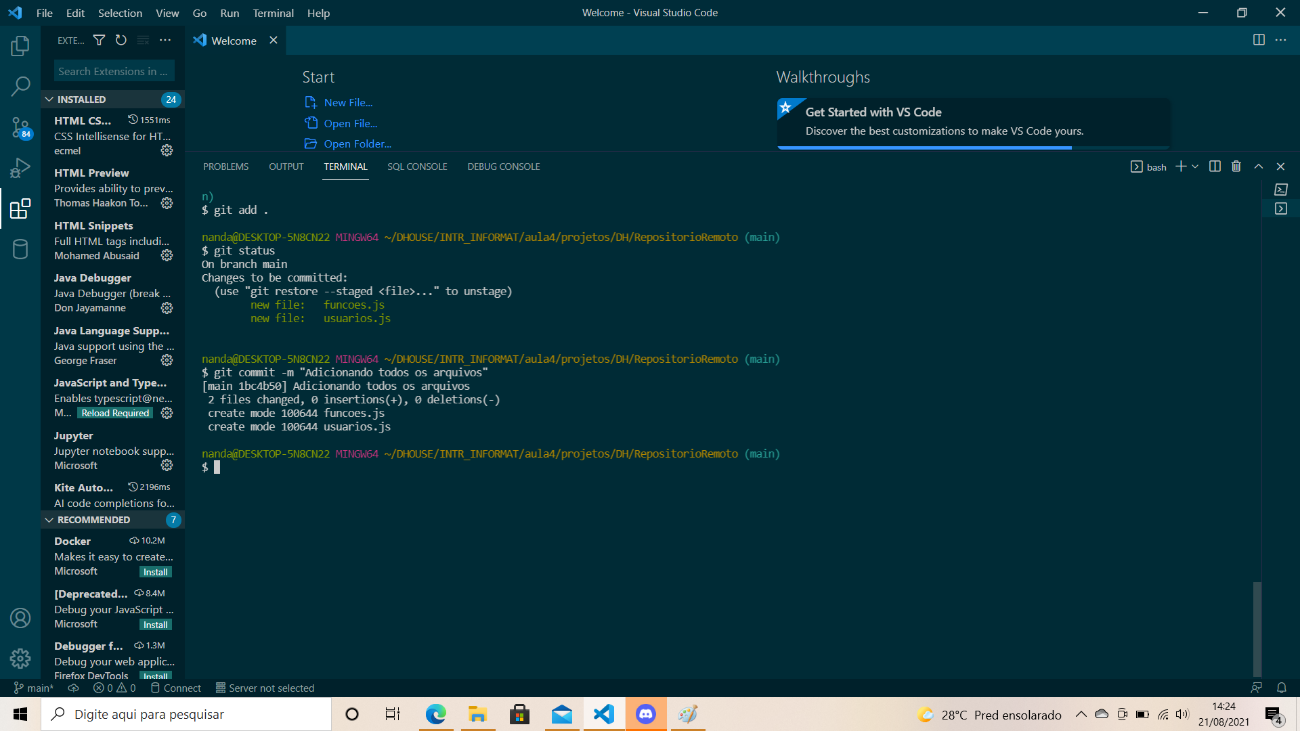 File Edit Selection View Go Run Terminal Help
Welcome - Visual Studio Code
EXTE...
Welcome
Search Extensions in ...
INSTALLED 24
HTML CS... 1551ms
CSS Intellisense for HT...
ecmel
HTML Preview
Provides ability to prev...
Thomas Haakon To...
HTML Snippets
Full HTML tags includi...
Mohamed Abusaid
Java Debugger
Java Debugger (break ...
Don Jayamanne
Java Language Supp...
Java support using the ...
George Fraser
JavaScript and Type...
Enables typescript@ne...
M... Reload Required
Jupyter
Jupyter notebook supp...
Microsoft
Kite Auto... 2196ms
AI code completions fo...
RECOMMENDED 7
Docker 10.2M
Makes it easy to create...
Microsoft Install
[Deprecated... 8.4M
Debug your JavaScript ...
Microsoft Install
Debugger f... 1.3M
Debug your web applic...
Firefox DevTools Install
84
Start
New File...
Open File...
Open Folder...
Walkthroughs
Get Started with VS Code
Discover the best customizations to make VS Code yours.
PROBLEMS OUTPUT TERMINAL SQL CONSOLE DEBUG CONSOLE
bash
n)
$ git add .
nanda@DESKTOP-5N8CN22 MINGW64 ~/DHOUSE/INTR_INFORMAT/aula4/projetos/DH/RepositorioRemoto (main)
$ git status
On branch main
Changes to be committed:
(use "git restore --staged <file>..." to unstage)
new file: funcoes.js
new file: usuarios.js
nanda@DESKTOP-5N8CN22 MINGW64 ~/DHOUSE/INTR_INFORMAT/aula4/projetos/DH/RepositorioRemoto (main)
$ git commit -m "Adicionando todos os arquivos"
[main 1bc4b50] Adicionando todos os arquivos
2 files changed, 0 insertions(+), 0 deletions(-)
create mode 100644 funcoes.js
create mode 100644 usuarios.js
nanda@DESKTOP-5N8CN22 MINGW64 ~/DHOUSE/INTR_INFORMAT/aula4/projetos/DH/RepositorioRemoto (main)
$
main* 0 0 Connect Server not selected
Digite aqui para pesquisar
28°C Pred ensolarado
14:24
21/08/2021
4